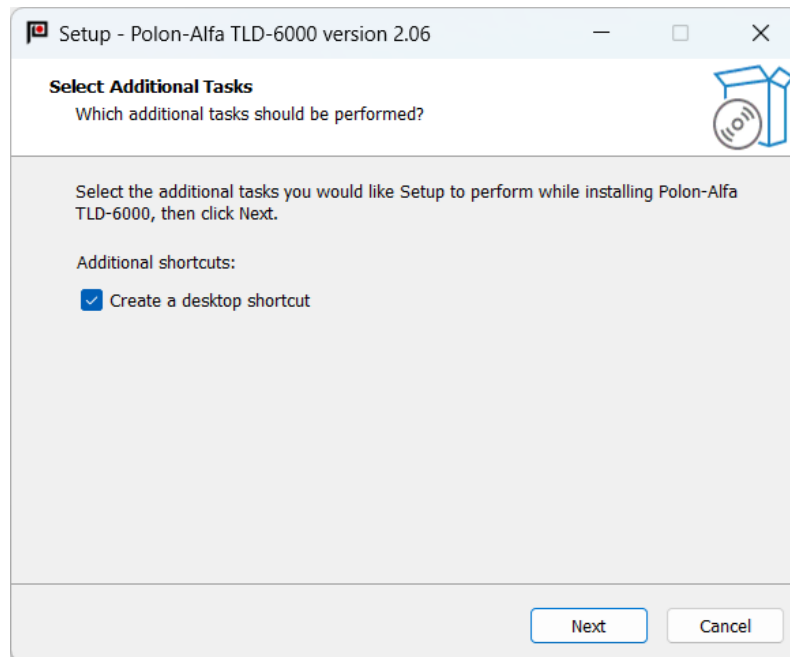 Setup - Polon-Alfa TLD-6000 version 2.06
Select Additional Tasks
Which additional tasks should be performed?
Select the additional tasks you would like Setup to perform while installing Polon-Alfa
TLD-6000, then click Next.
Additional shortcuts:
Create a desktop shortcut
Next
Cancel